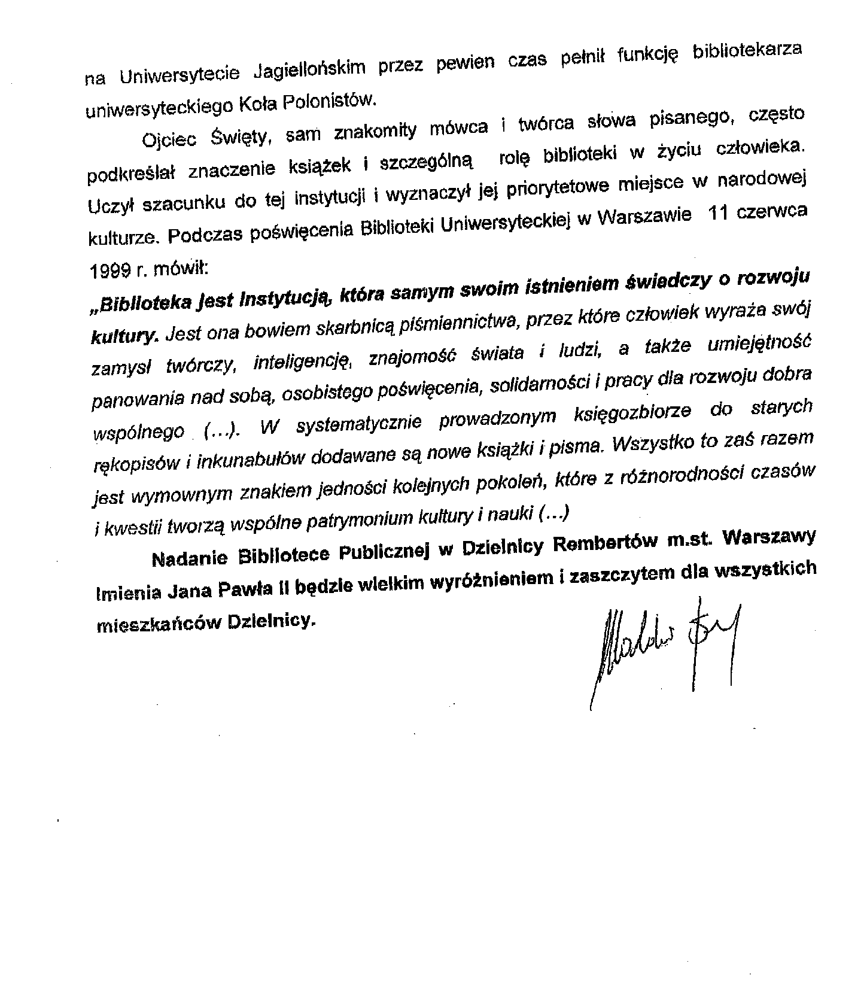 na Uniwersytecie Jagiellońskim przez pewien czas pełnił funkcję bibliotekarza
uniwersyteckiego Koła Polonistów.
Ojciec Święty, sam znakomity mówca i twórca słowa pisanego, często
podkreślał znaczenie książek i szczególną rolę biblioteki w życiu człowieka.
Uczył szacunku do tej instytucji i wyznaczył jej priorytetowe miejsce w narodowej
kulturze. Podczas poświęcenia Biblioteki Uniwersyteckiej w Warszawie 11 czerwca
1999 r. mówił:
„Biblioteka jest instytucją, która samym swoim istnieniem świadczy o rozwoju
kultury. Jest ona bowiem skarbnicą piśmiennictwa, przez które człowiek wyraża swój
zamysł twórczy, inteligencję, znajomość świata i ludzi, a także umiejętność
panowania nad sobą, osobistego poświęcenia, solidarności i pracy dla rozwoju dobra
wspólnego (...). W systematycznie prowadzonym księgozbiorze do starych
rękopisów i inkunabułów dodawane są nowe książki i pisma. Wszystko to zaś razem
jest wymownym znakiem jedności kolejnych pokoleń, które z różnorodności czasów
i kwestii tworzą wspólne patrymonium kultury i nauki (...)
Nadanie Bibliotece Publicznej w Dzielnicy Rembertów m.st. Warszawy
Imienia Jana Pawła II będzie wielkim wyróżnieniem i zaszczytem dla wszystkich
mieszkańców Dzielnicy.